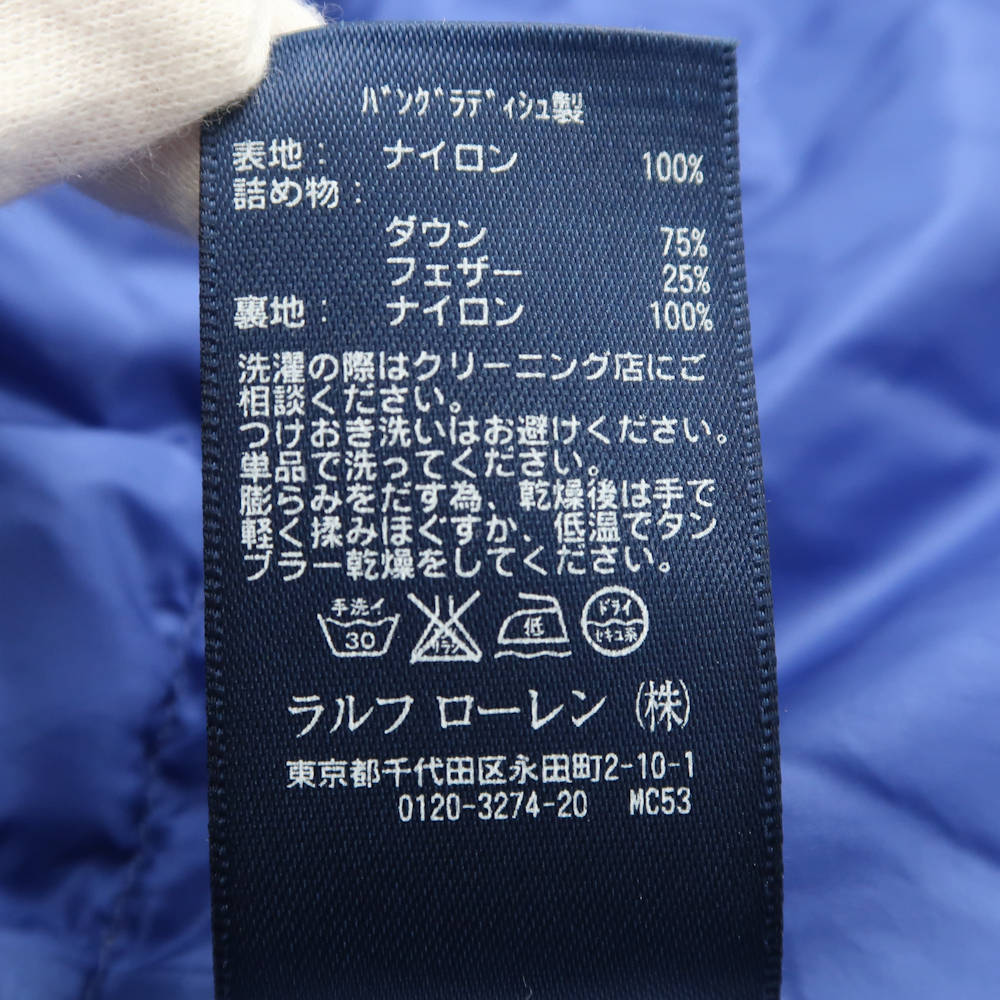 バングラディシュ製
表地: ナイロン 100%
詰め物:
ダウン 75%
フェザー 25%
裏地: ナイロン 100%
洗濯の際はクリーニング店にご
相談ください。
つけおき洗いはお避けください。
単品で洗ってください。
膨らみをだす為、乾燥後は手で
軽く揉みほぐすか、低温でタン
ブラー乾燥をしてください。
手洗イ 30 エンソサラシ 低 ドライ セキユ系
ラルフ ローレン (株)
東京都千代田区永田町2-10-1
0120-3274-20 MC53